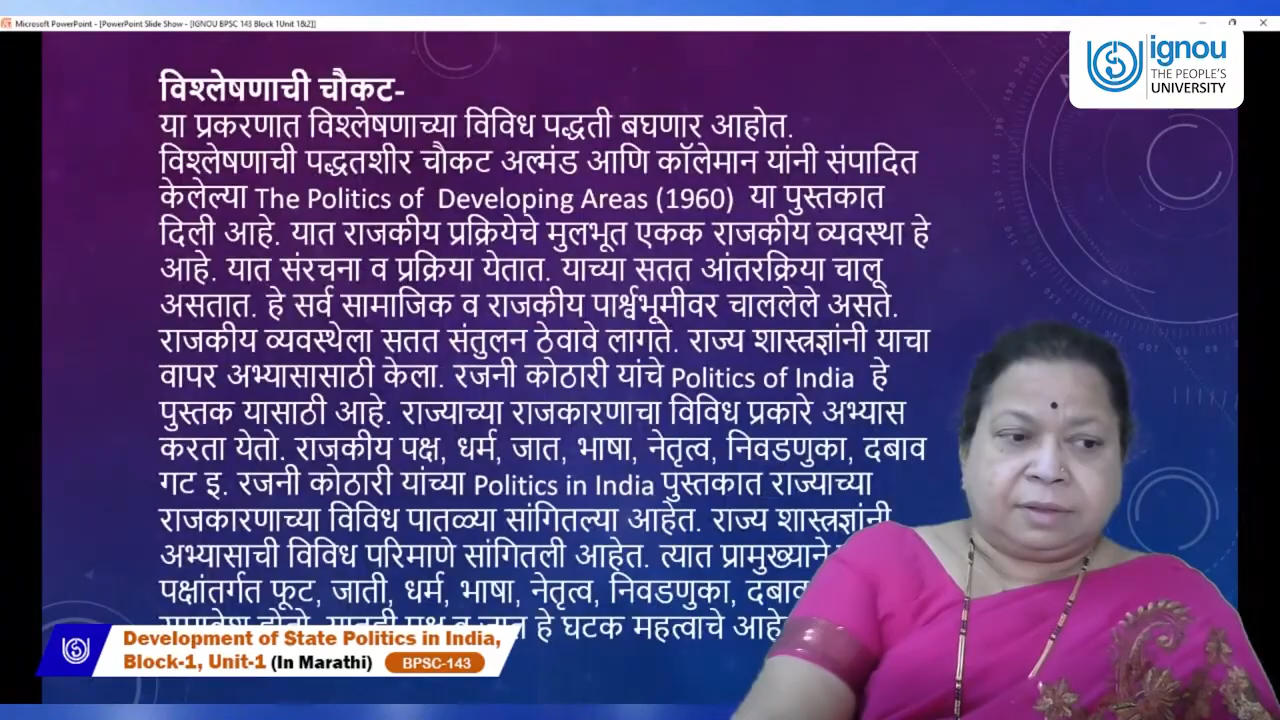 Microsoft PowerPoint - [PowerPoint Slide Show - [IGNOU BPSC 143 Block 1Unit 1&2]]
ignou
THE PEOPLE'S
UNIVERSITY
विश्लेषणाची चौकट-
या प्रकरणात विश्लेषणाच्या विविध पद्धती बघणार आहोत.
विश्लेषणाची पद्धतशीर चौकट अल्मंड आणि कॉलेमान यांनी संपादित
केलेल्या The Politics of Developing Areas (1960) या पुस्तकात
दिली आहे. यात राजकीय प्रक्रियेचे मुलभूत एकक राजकीय व्यवस्था हे
आहे. यात संरचना व प्रक्रिया येतात. याच्या सतत आंतरक्रिया चालू
असतात. हे सर्व सामाजिक व राजकीय पार्श्वभूमीवर चाललेले असते.
राजकीय व्यवस्थेला सतत संतुलन ठेवावे लागते. राज्य शास्त्रज्ञांनी याचा
वापर अभ्यासासाठी केला. रजनी कोठारी यांचे Politics of India हे
पुस्तक यासाठी आहे. राज्याच्या राजकारणाचा विविध प्रकारे अभ्यास
करता येतो. राजकीय पक्ष, धर्म, जात, भाषा, नेतृत्व, निवडणुका, दबाव
गट इ. रजनी कोठारी यांच्या Politics in India पुस्तकात राज्याच्या
राजकारणाच्या विविध पातळ्या सांगितल्या आहेत. राज्य शास्त्रज्ञांनी
अभ्यासाची विविध परिमाणे सांगितली आहेत. त्यात प्रामुख्याने
पक्षांतर्गत फूट, जाती, धर्म, भाषा, नेतृत्व, निवडणुका, दबाव
हे घटक महत्वाचे आहे
Development of State Politics in India,
Block-1, Unit-1 (In Marathi) BPSC-143